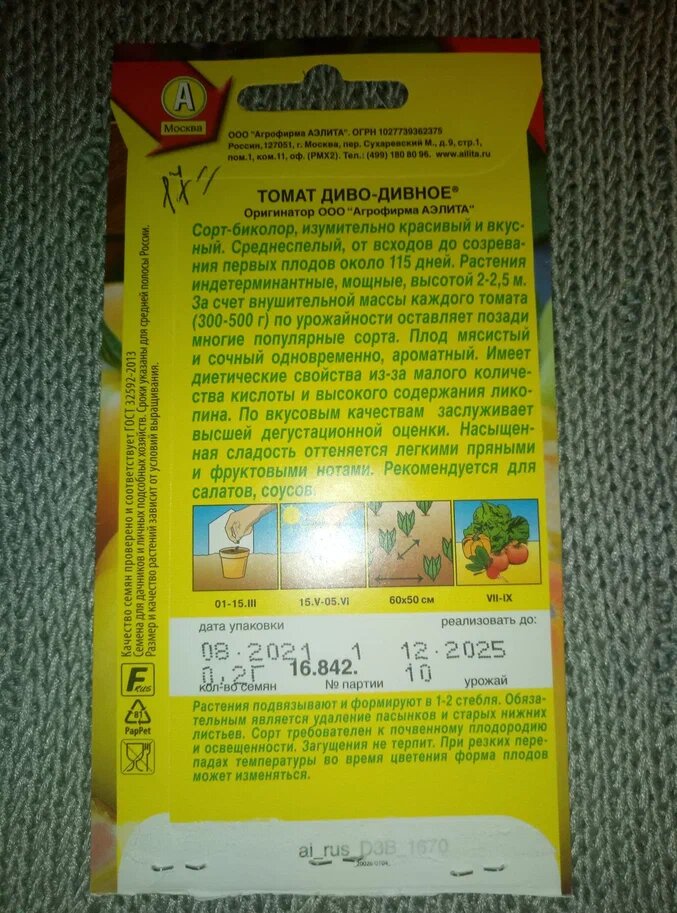 А
Москва
ООО "Агрофирма АЭЛИТА". ОГРН 1027739362375
Россия,127051, г. Москва, пер. Сухаревский М., д.9, стр.1,
пом.1, ком.11, оф. (РМХ2). Тел.: (499) 180 80 96. www.ailita.ru
ТОМАТ ДИВО-ДИВНОЕ®
Оригинатор ООО "Агрофирма АЭЛИТА"
Сорт-биколор, изумительно красивый и вкус-
ный. Среднеспелый, от всходов до созрева-
ния первых плодов около 115 дней. Растения
индетерминантные, мощные, высотой 2-2,5 м.
За счет внушительной массы каждого томата
(300-500 г) по урожайности оставляет позади
многие популярные сорта. Плод мясистый
и сочный одновременно, ароматный. Имеет
диетические свойства из-за малого количе-
ства кислоты и высокого содержания лико-
пина. По вкусовым качествам заслуживает
высшей дегустационной оценки. Насыщен-
ная сладость оттеняется легкими пряными
и фруктовыми нотами. Рекомендуется для
салатов, соусов.
01-15.III 15.V-05.VI 60х50 см VII-IX
дата упаковки реализовать до:
08.2021 1 12.2025
0,2Г 16.842. 10
кол-во семян № партии урожай
Растения подвязывают и формируют в 1-2 стебля. Обяза-
тельным является удаление пасынков и старых нижних
листьев. Сорт требователен к почвенному плодородию
и освещенности. Загущения не терпит. При резких пере-
падах температуры во время цветения форма плодов
может изменяться.
Качество семян проверено и соответствует ГОСТ 32592-2013
Семена для дачников и личных подсобных хозяйств. Сроки указаны для средней полосы России.
Размер и качество растений зависит от условий выращивания.
F RUS
81
PapPet
ai_rus_D3B_1670